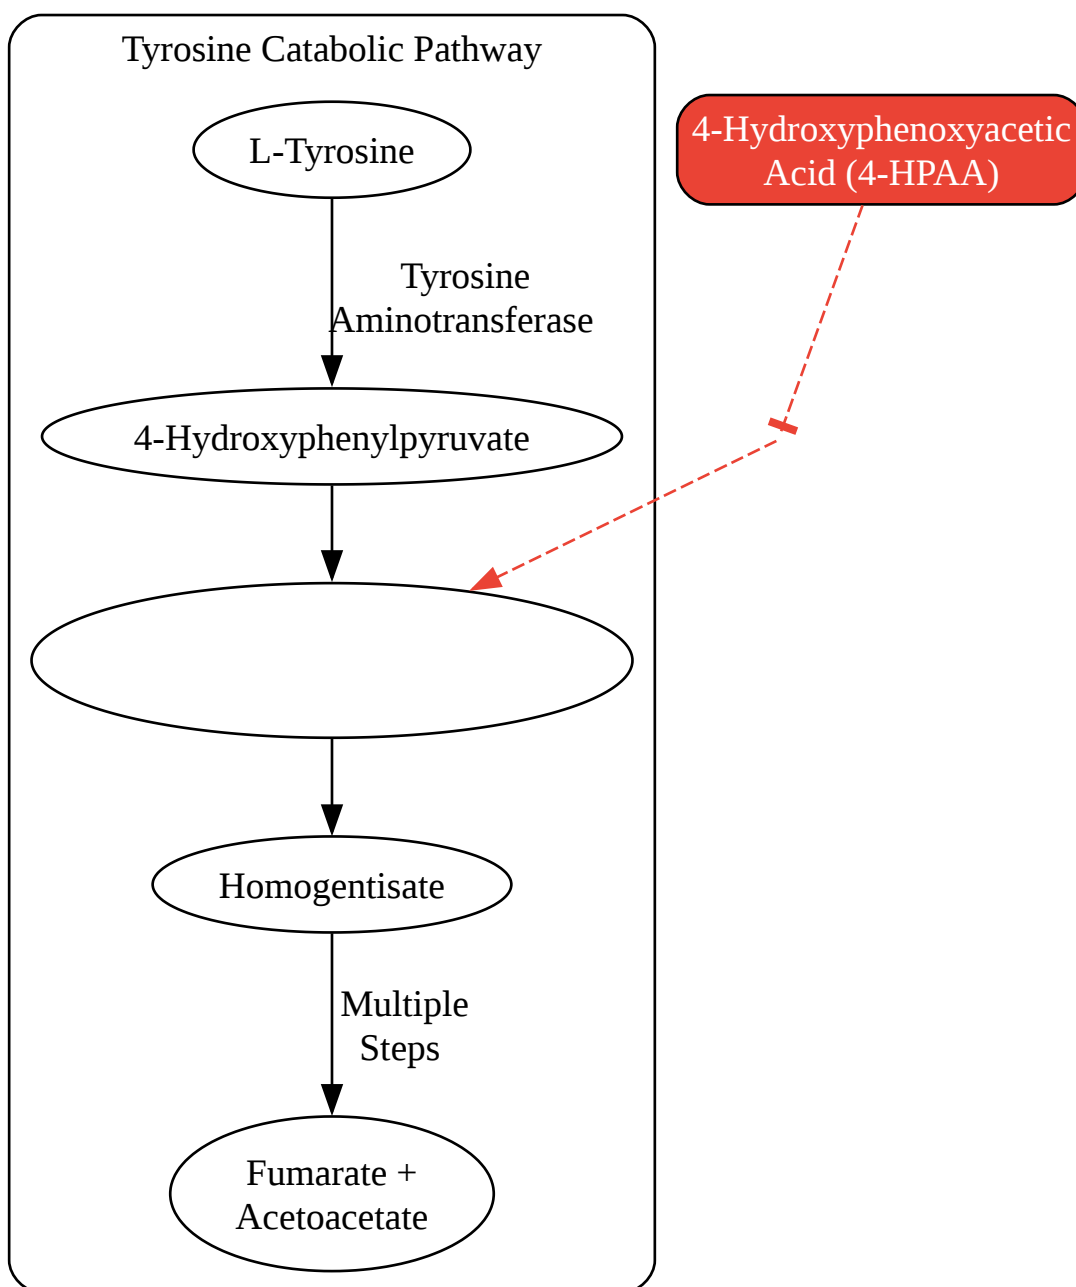 Tyrosine Catabolic Pathway
L-Tyrosine
4-Hydroxyphenoxyacetic
Acid (4-HPAA)
Tyrosine
Aminotransferase
4-Hydroxyphenylpyruvate
Homogentisate
Multiple
Steps
Fumarate +
Acetoacetate